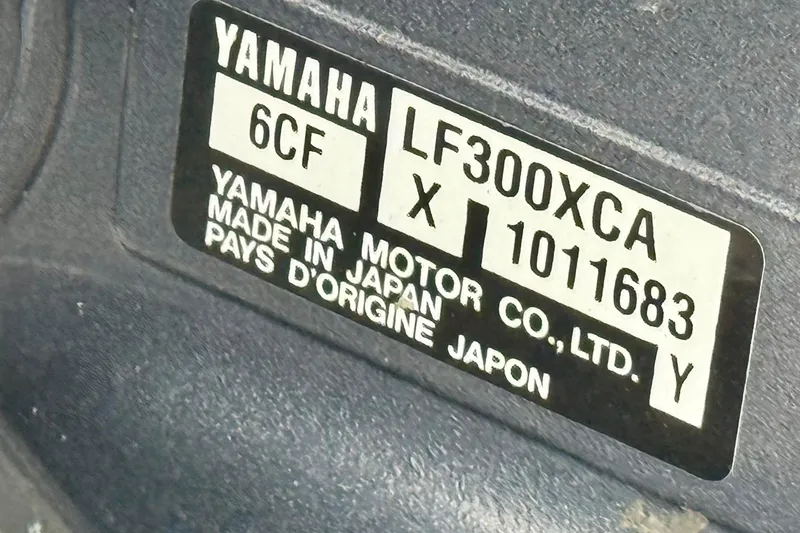 YAMAHA
6CF
LF300XCA
X 1011683
YAMAHA MOTOR CO., LTD.
MADE IN JAPAN
PAYS D'ORIGINE JAPON
Y